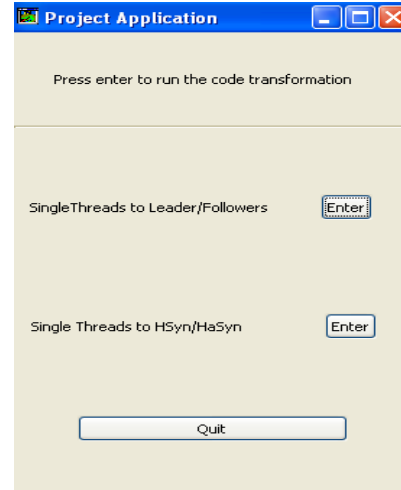 Project Application
Press enter to run the code transformation
SingleThreads to Leader/Followers Enter
Single Threads to HSyn/HaSyn Enter
Quit